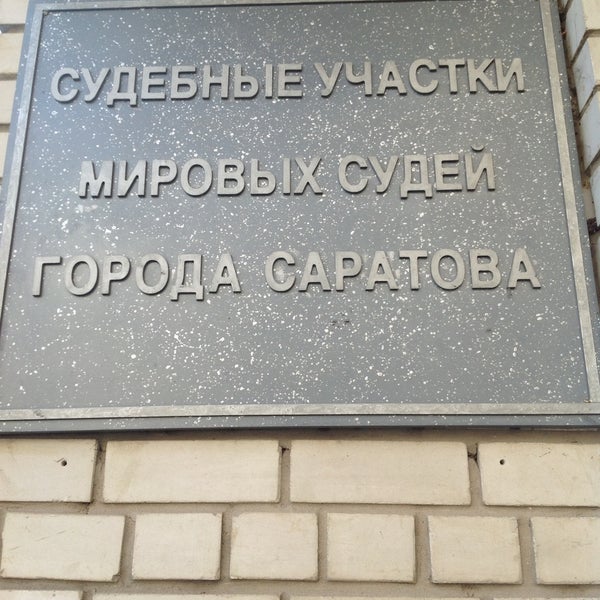 СУДЕБНЫЕ УЧАСТКИ
МИРОВЫХ СУДЕЙ
ГОРОДА САРАТОВА